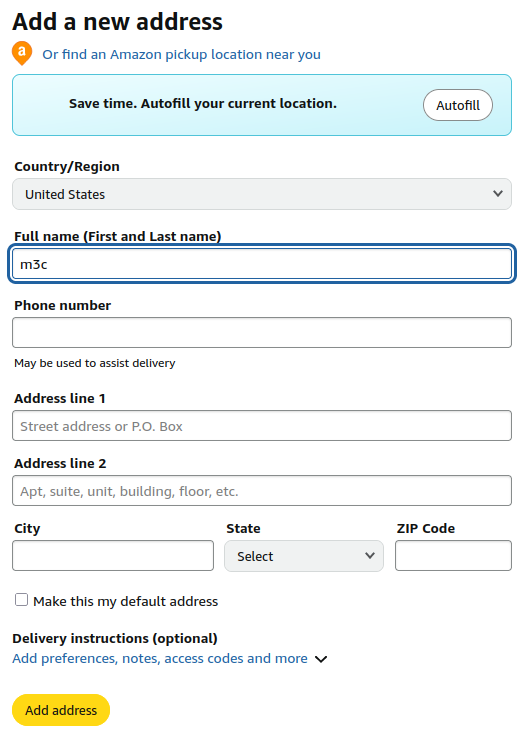 Add a new address
a
Or find an Amazon pickup location near you
Save time. Autofill your current location.
Autofill
Country/Region
United States
Full name (First and Last name)
m3c
Phone number
May be used to assist delivery
Address line 1
Street address or P.O. Box
Address line 2
Apt, suite, unit, building, floor, etc.
City State ZIP Code
Select
Make this my default address
Delivery instructions (optional)
Add preferences, notes, access codes and more
Add address